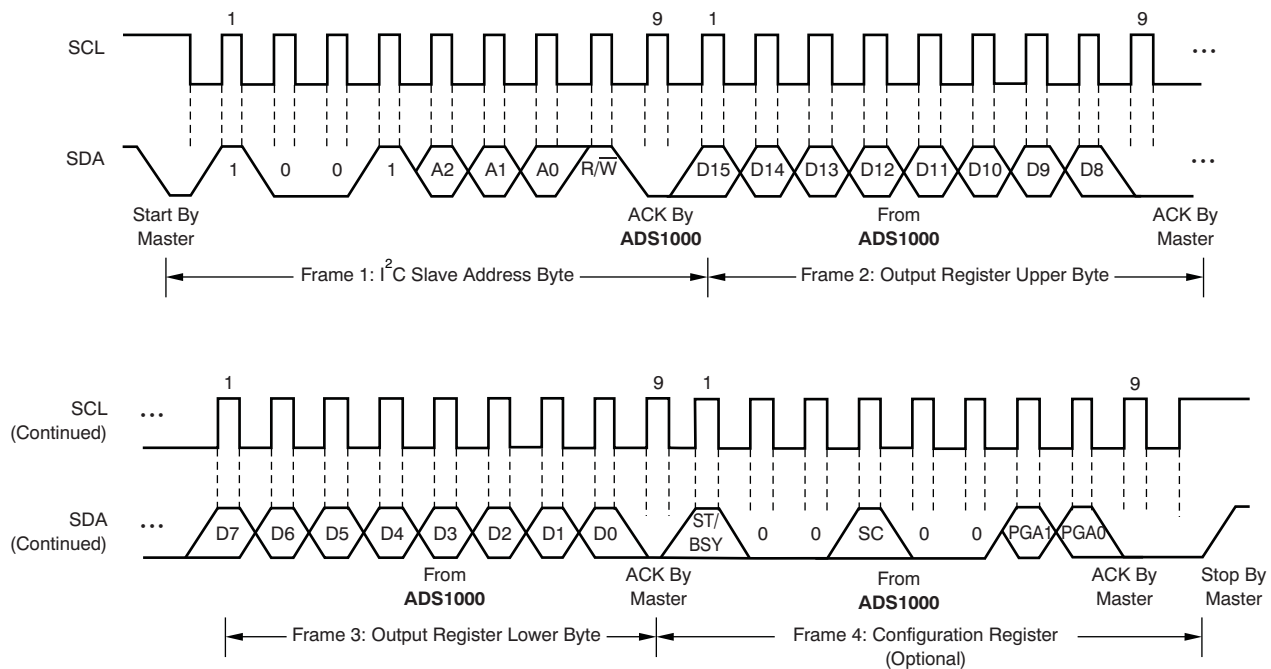 1 9 1 9
SCL ...
SDA 1 0 0 1 A2 A1 A0 R/W̅ D15 D14 D13 D12 D11 D10 D9 D8 ...
Start By Master
ACK By ADS1000
From ADS1000
ACK By Master
Frame 1: I²C Slave Address Byte
Frame 2: Output Register Upper Byte
1 9 1 9
SCL (Continued) ...
SDA (Continued) ... D7 D6 D5 D4 D3 D2 D1 D0 ST/BSY 0 0 SC 0 0 PGA1 PGA0
From ADS1000
ACK By Master
From ADS1000
ACK By Master
Stop By Master
Frame 3: Output Register Lower Byte
Frame 4: Configuration Register
(Optional)